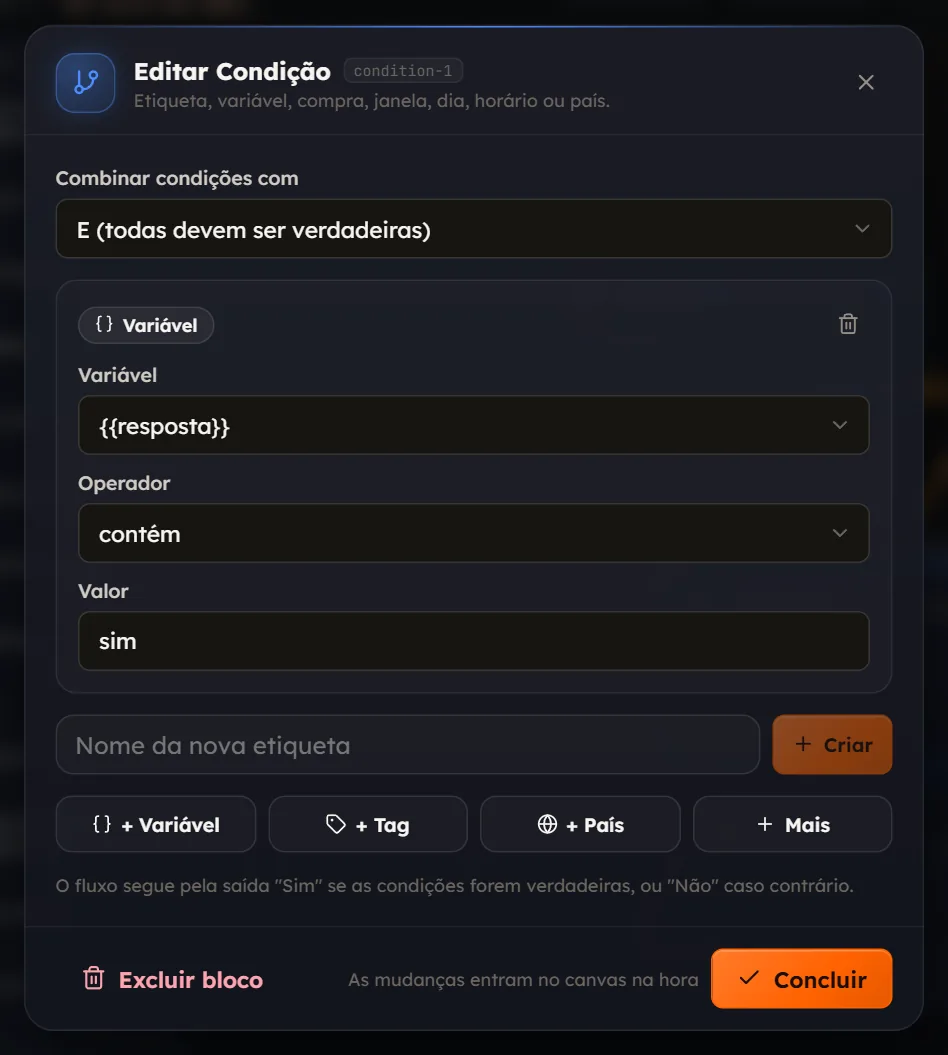 Editar Condição condition-1
Etiqueta, variável, compra, janela, dia, horário ou país.
Combinar condições com
E (todas devem ser verdadeiras)
{} Variável
Variável
{{resposta}}
Operador
contém
Valor
sim
Nome da nova etiqueta
+ Criar
{} + Variável
+ Tag
+ País
+ Mais
O fluxo segue pela saída "Sim" se as condições forem verdadeiras, ou "Não" caso contrário.
Excluir bloco
As mudanças entram no canvas na hora
Concluir